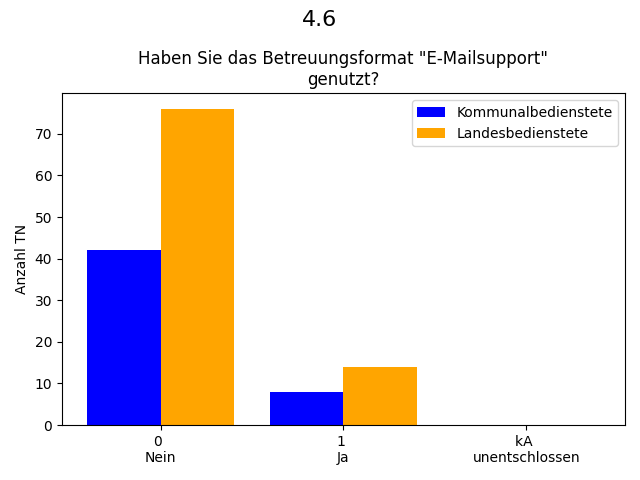 4.6
Haben Sie das Betreuungsformat "E-Mailsupport"
genutzt?
Kommunalbedienstete
Landesbedienstete
Anzahl TN
70
60
50
40
30
20
10
0
0
Nein
1
Ja
kA
unentschlossen